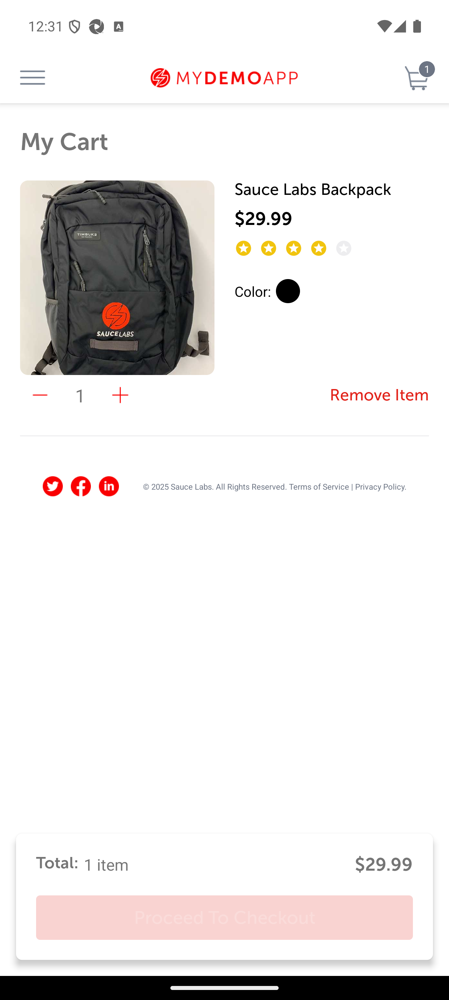 12:31
MYDEMOAPP
1
My Cart
Sauce Labs Backpack
$29.99
TIMBUK2
Color:
SAUCELABS
1
Remove Item
© 2025 Sauce Labs. All Rights Reserved. Terms of Service | Privacy Policy.
Total: 1 item
$29.99
Proceed To Checkout